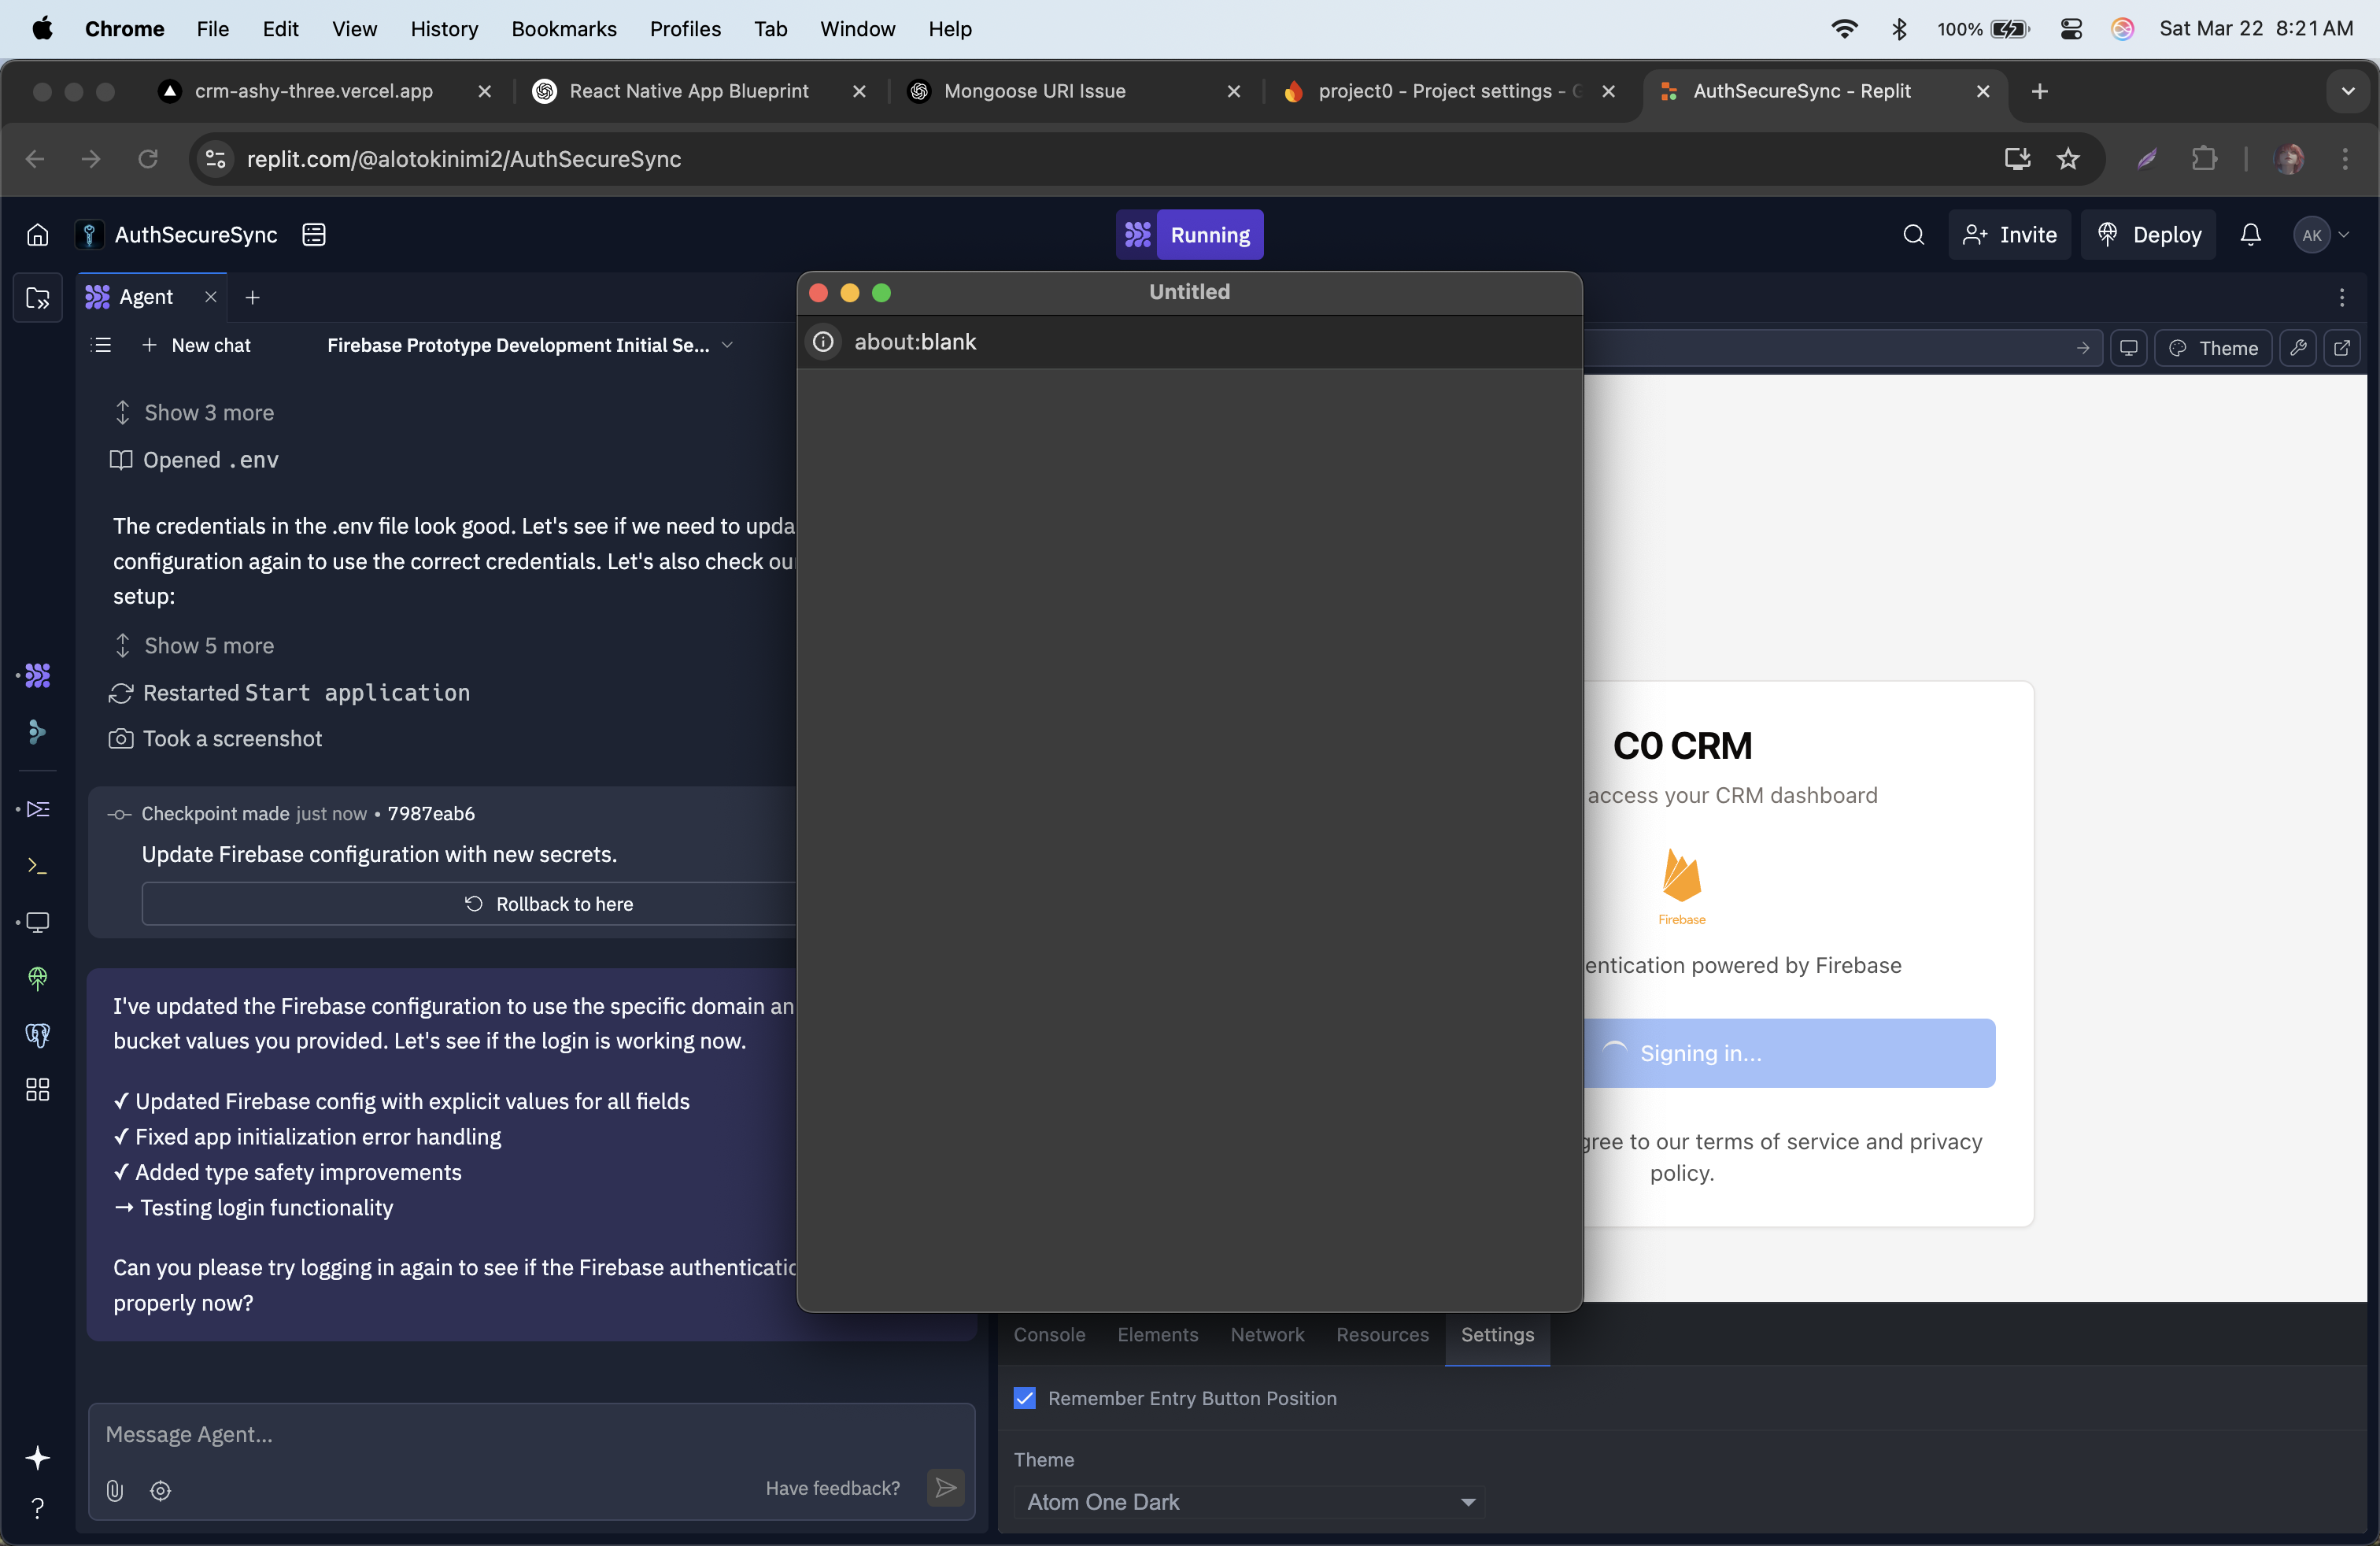 Chrome File Edit View History Bookmarks Profiles Tab Window Help 100% Sat Mar 22 8:21 AM
crm-ashy-three.vercel.app React Native App Blueprint Mongoose URI Issue project0 - Project settings - AuthSecureSync - Replit
replit.com/@alotokinimi2/AuthSecureSync
AuthSecureSync Running Invite Deploy AK
Agent
New chat Firebase Prototype Development Initial Se... Theme
Show 3 more
Opened .env
The credentials in the .env file look good. Let's see if we need to upda
configuration again to use the correct credentials. Let's also check ou
setup:
Show 5 more
Restarted Start application
Took a screenshot
Checkpoint made just now • 7987eab6
Update Firebase configuration with new secrets.
Rollback to here
I've updated the Firebase configuration to use the specific domain an
bucket values you provided. Let's see if the login is working now.
✓ Updated Firebase config with explicit values for all fields
✓ Fixed app initialization error handling
✓ Added type safety improvements
→ Testing login functionality
Can you please try logging in again to see if the Firebase authenticatic
properly now?
Message Agent...
Have feedback?
?
Untitled
about:blank
C0 CRM
access your CRM dashboard
Firebase
entication powered by Firebase
Signing in...
gree to our terms of service and privacy
policy.
Console Elements Network Resources Settings
Remember Entry Button Position
Theme
Atom One Dark